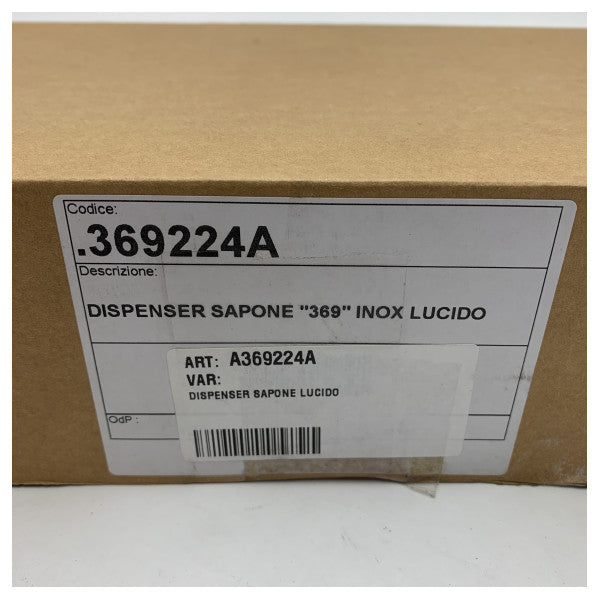 Codice:
.369224A
Descrizione:
DISPENSER SAPONE "369" INOX LUCIDO
ART: A369224A
VAR:
DISPENSER SAPONE LUCIDO
OdP :